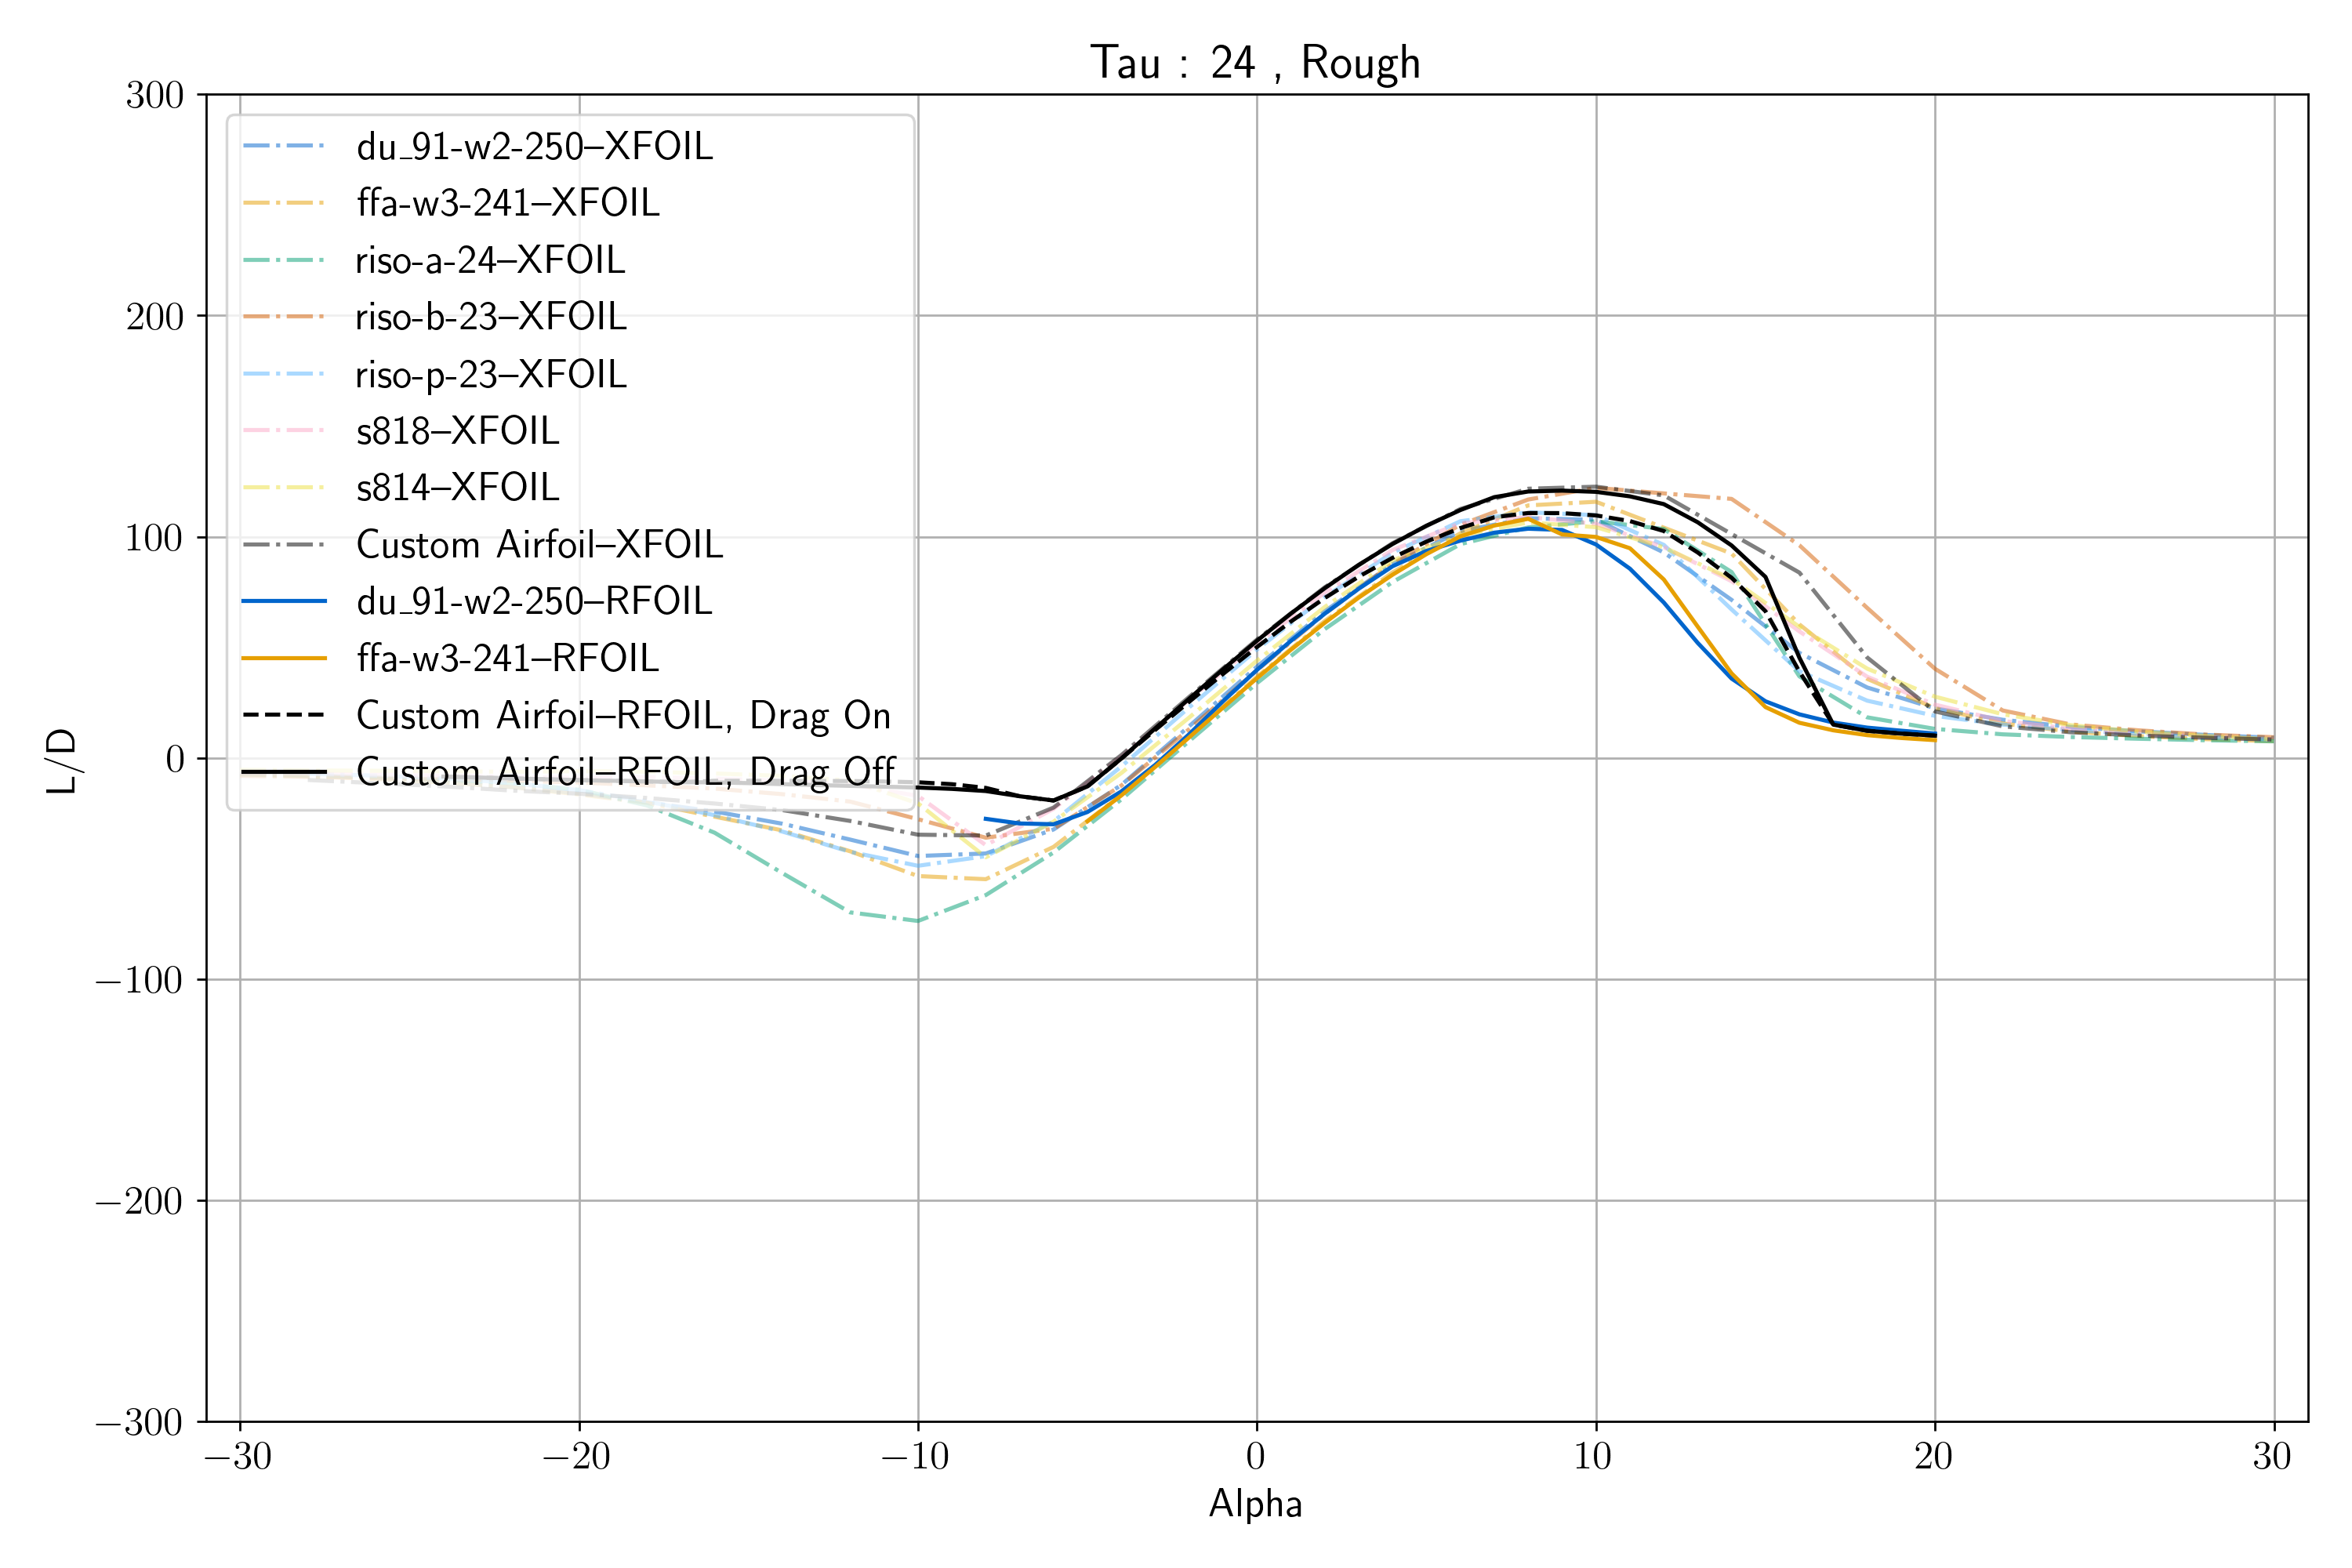 Tau : 24 , Rough
300
200
100
0
−100
−200
−300
L/D
du_91-w2-250–XFOIL
ffa-w3-241–XFOIL
riso-a-24–XFOIL
riso-b-23–XFOIL
riso-p-23–XFOIL
s818–XFOIL
s814–XFOIL
Custom Airfoil–XFOIL
du_91-w2-250–RFOIL
ffa-w3-241–RFOIL
Custom Airfoil–RFOIL, Drag On
Custom Airfoil–RFOIL, Drag Off
−30 −20 −10 0 10 20 30
Alpha